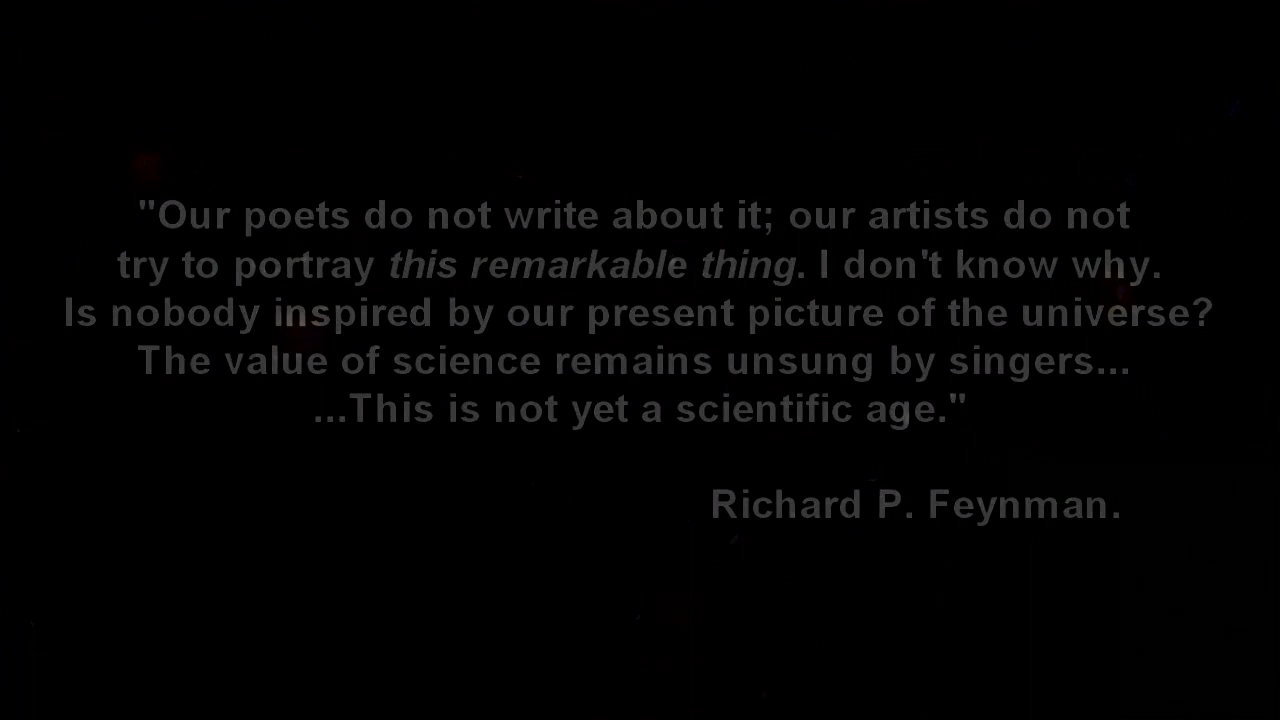 "Our poets do not write about it; our artists do not
try to portray this remarkable thing. I don't know why.
Is nobody inspired by our present picture of the universe?
The value of science remains unsung by singers...
...This is not yet a scientific age."
Richard P. Feynman.